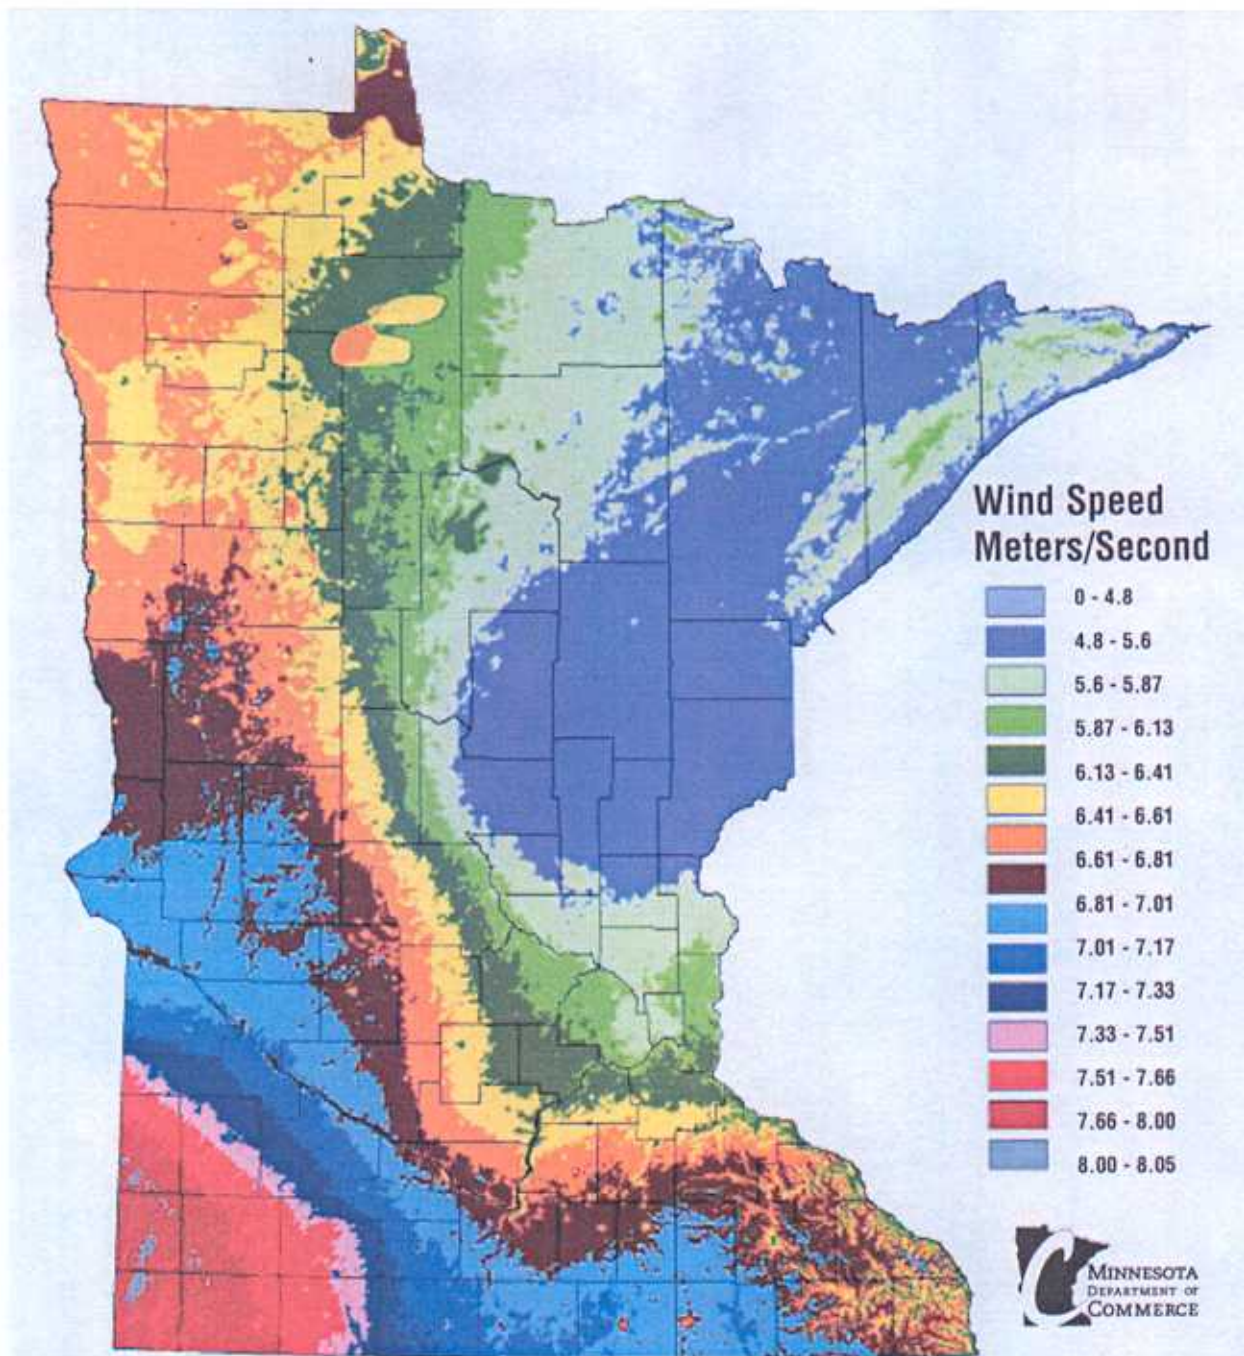 Wind Speed
Meters/Second
0 - 4.8
4.8 - 5.6
5.6 - 5.87
5.87 - 6.13
6.13 - 6.41
6.41 - 6.61
6.61 - 6.81
6.81 - 7.01
7.01 - 7.17
7.17 - 7.33
7.33 - 7.51
7.51 - 7.66
7.66 - 8.00
8.00 - 8.05
MINNESOTA
DEPARTMENT OF
COMMERCE